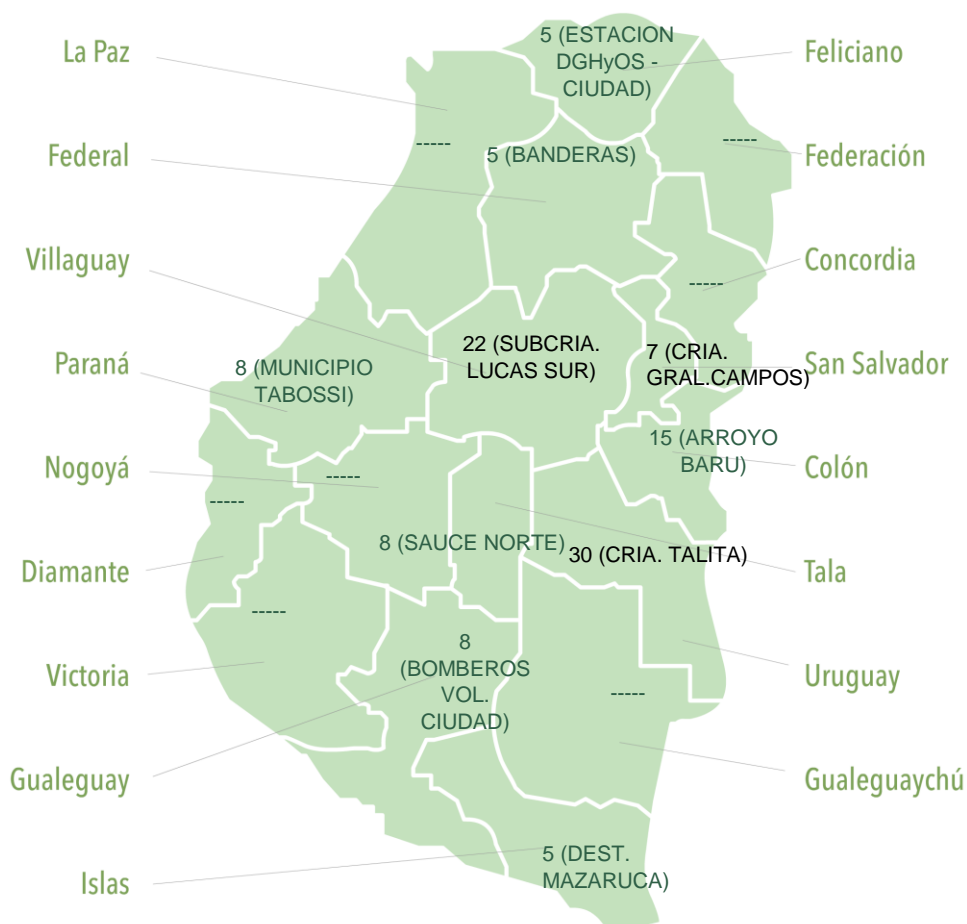 5 (ESTACION
DGHyOS -
CIUDAD)
La Paz
Feliciano
-----
-----
Federal
5 (BANDERAS)
Federación
Villaguay
Concordia
-----
22 (SUBCRIA.
LUCAS SUR)
7 (CRIA.
GRAL.CAMPOS)
Paraná
8 (MUNICIPIO
TABOSSI)
San Salvador
15 (ARROYO
BARU)
Nogoyá
-----
Colón
-----
8 (SAUCE NORTE)
30 (CRIA. TALITA)
Diamante
Tala
-----
8
(BOMBEROS
VOL.
CIUDAD)
Victoria
Uruguay
-----
Gualeguay
Gualeguaychú
5 (DEST.
MAZARUCA)
Islas